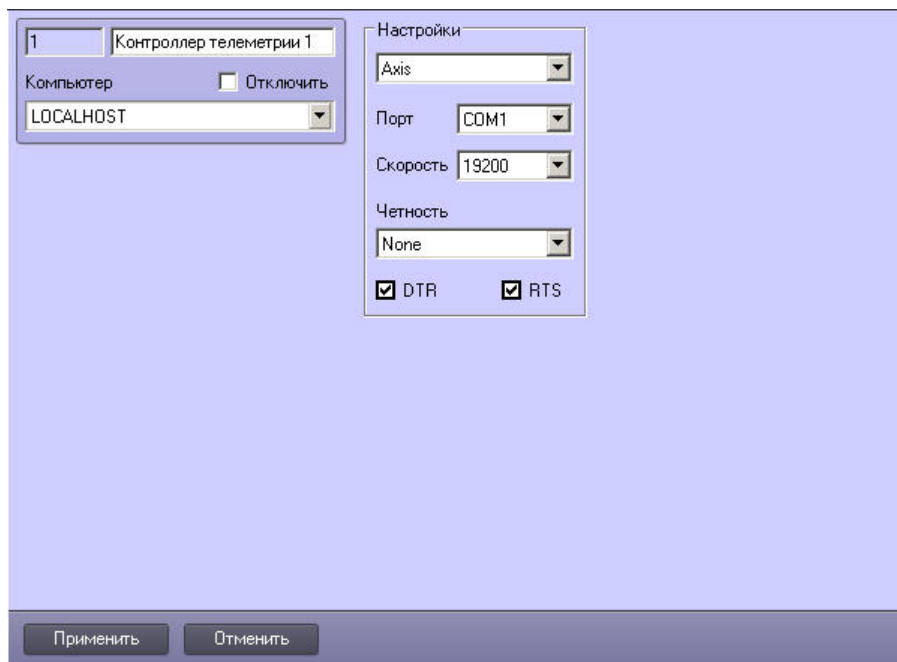 1
Контроллер телеметрии 1
Компьютер
Отключить
LOCALHOST
Настройки
Axis
Порт
COM1
Скорость
19200
Четность
None
DTR
RTS
Применить
Отменить